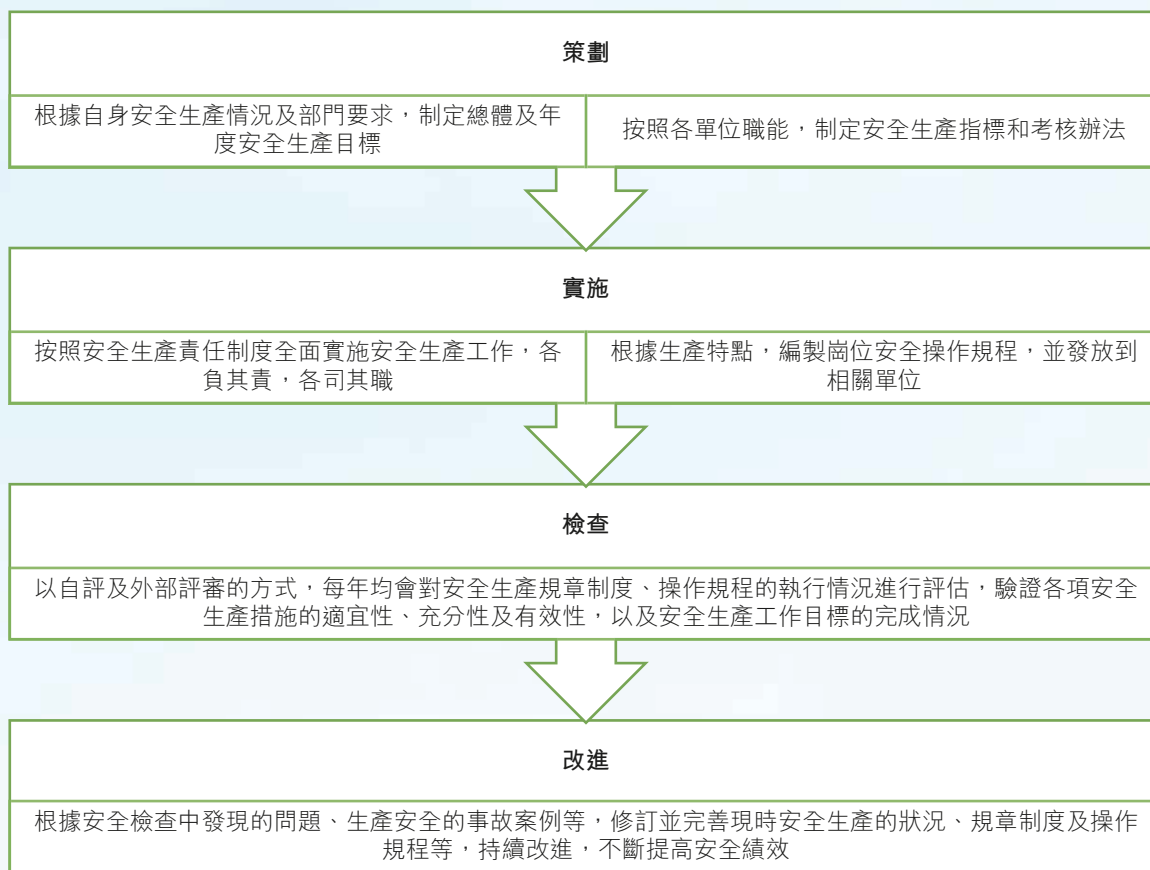 策劃
根據自身安全生產情況及部門要求，制定總體及年
度安全生產目標
按照各單位職能，制定安全生產指標和考核辦法
實施
按照安全生產責任制度全面實施安全生產工作，各
負其責，各司其職
根據生產特點，編製崗位安全操作規程，並發放到
相關單位
檢查
以自評及外部評審的方式，每年均會對安全生產規章制度、操作規程的執行情況進行評估，驗證各項安全
生產措施的適宜性、充分性及有效性，以及安全生產工作目標的完成情況
改進
根據安全檢查中發現的問題、生產安全的事故案例等，修訂並完善現時安全生產的狀況、規章制度及操作
規程等，持續改進，不斷提高安全績效